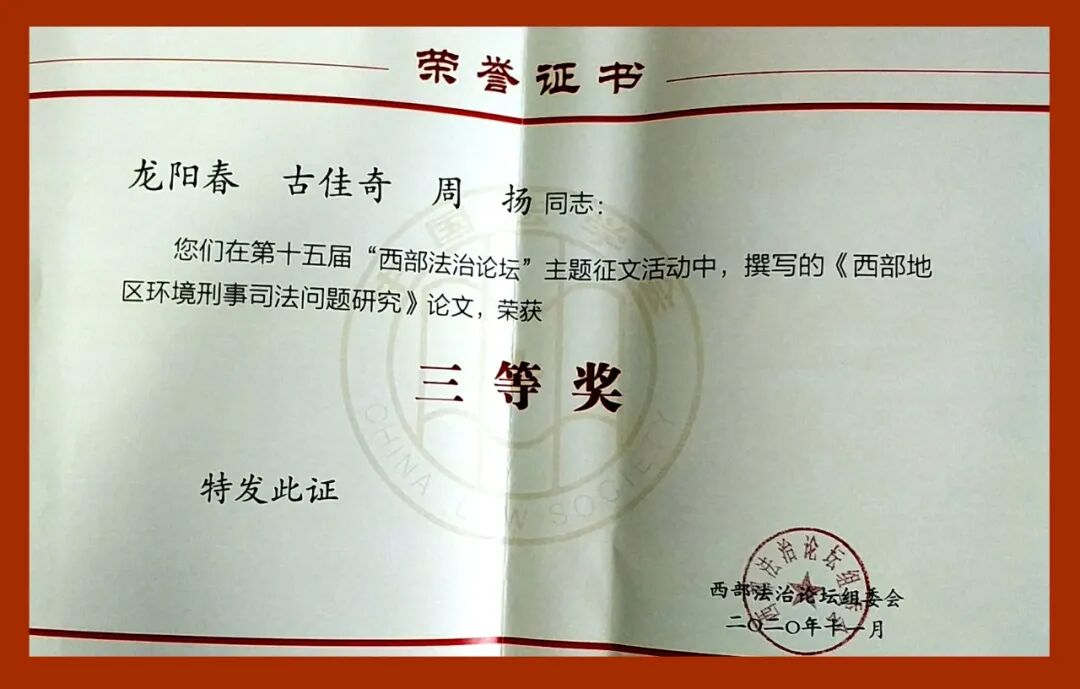 荣誉证书
龙阳春 古佳奇 周扬同志：
您们在第十五届“西部法治论坛”主题征文活动中，撰写的《西部地
区环境刑事司法问题研究》论文，荣获
三等奖
CHINA LAW SOCIETY
特发此证
西部法治论坛组委会
二〇二〇年十一月